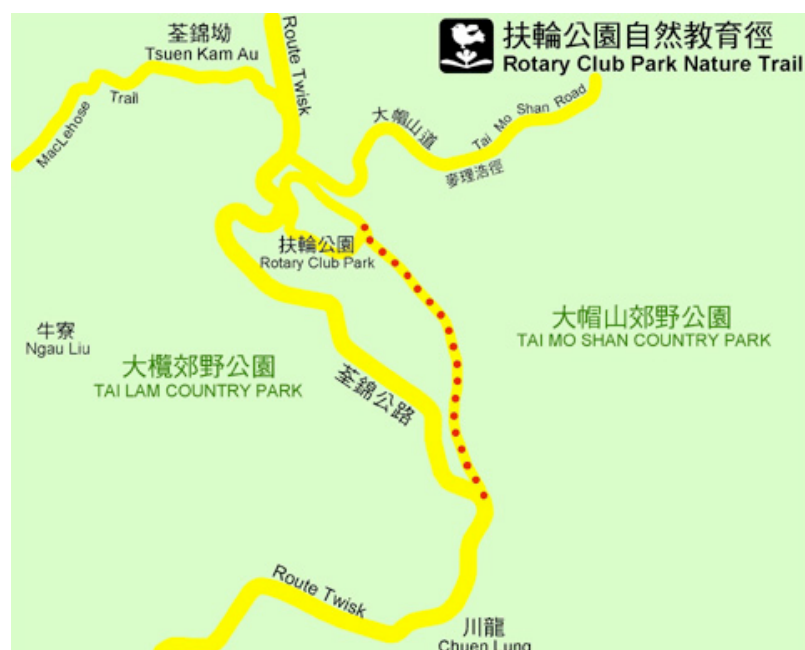 扶輪公園自然教育徑
Rotary Club Park Nature Trail
荃錦坳
Tsuen Kam Au
Route Twisk
MacLehose Trail
大帽山道
Tai Mo Shan Road
麥理浩徑
扶輪公園
Rotary Club Park
牛寮
Ngau Liu
大欖郊野公園
TAI LAM COUNTRY PARK
大帽山郊野公園
TAI MO SHAN COUNTRY PARK
荃錦公路
Route Twisk
川龍
Chuen Lung